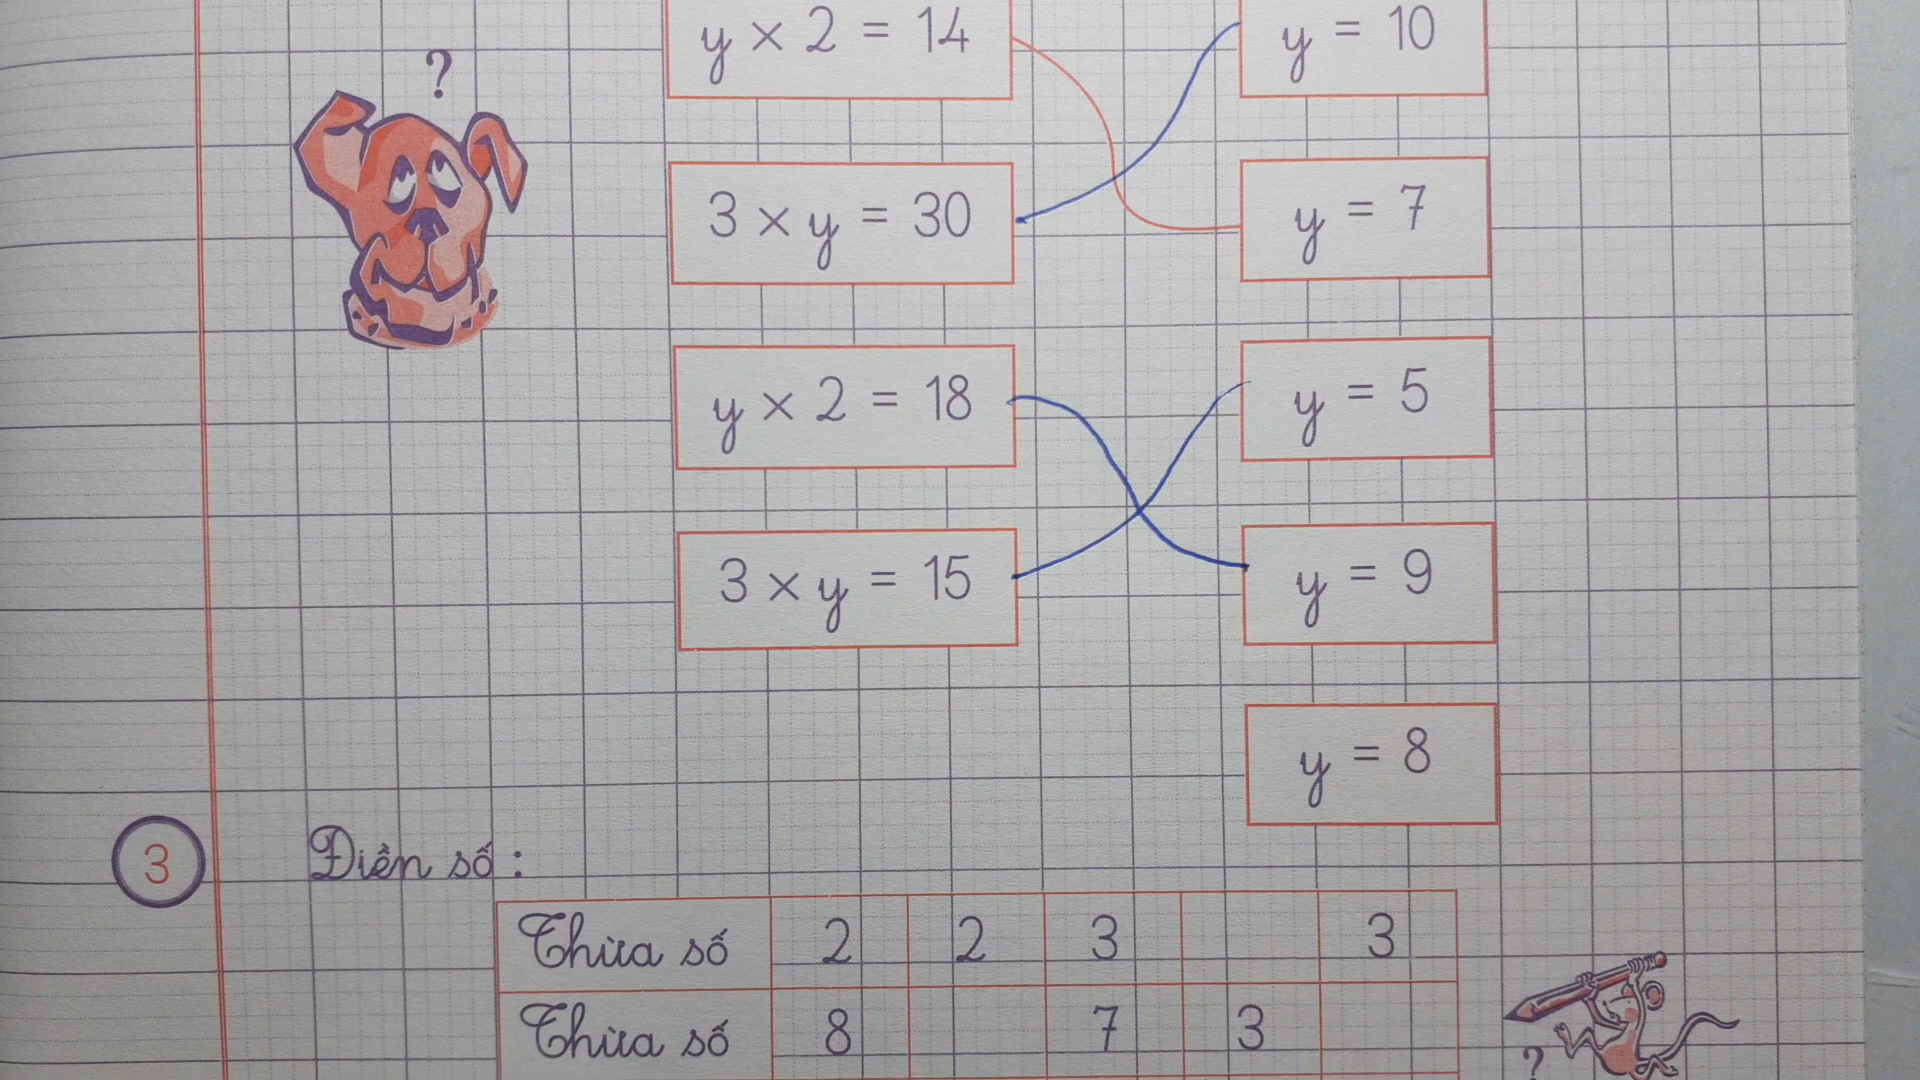 y × 2 = 14 y = 10
?
3 × y = 30 y = 7
y × 2 = 18 y = 5
3 × y = 15 y = 9
y = 8
3 Điền số :
Thừa số 2 2 3 3
Thừa số 8 7 3
?